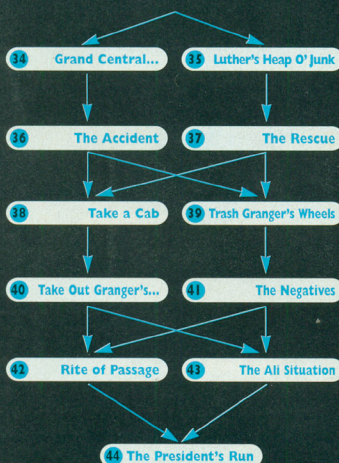 34 Grand Central...
35 Luther's Heap O' Junk
36 The Accident
37 The Rescue
38 Take a Cab
39 Trash Granger's Wheels
40 Take Out Granger's...
41 The Negatives
42 Rite of Passage
43 The Ali Situation
44 The President's Run